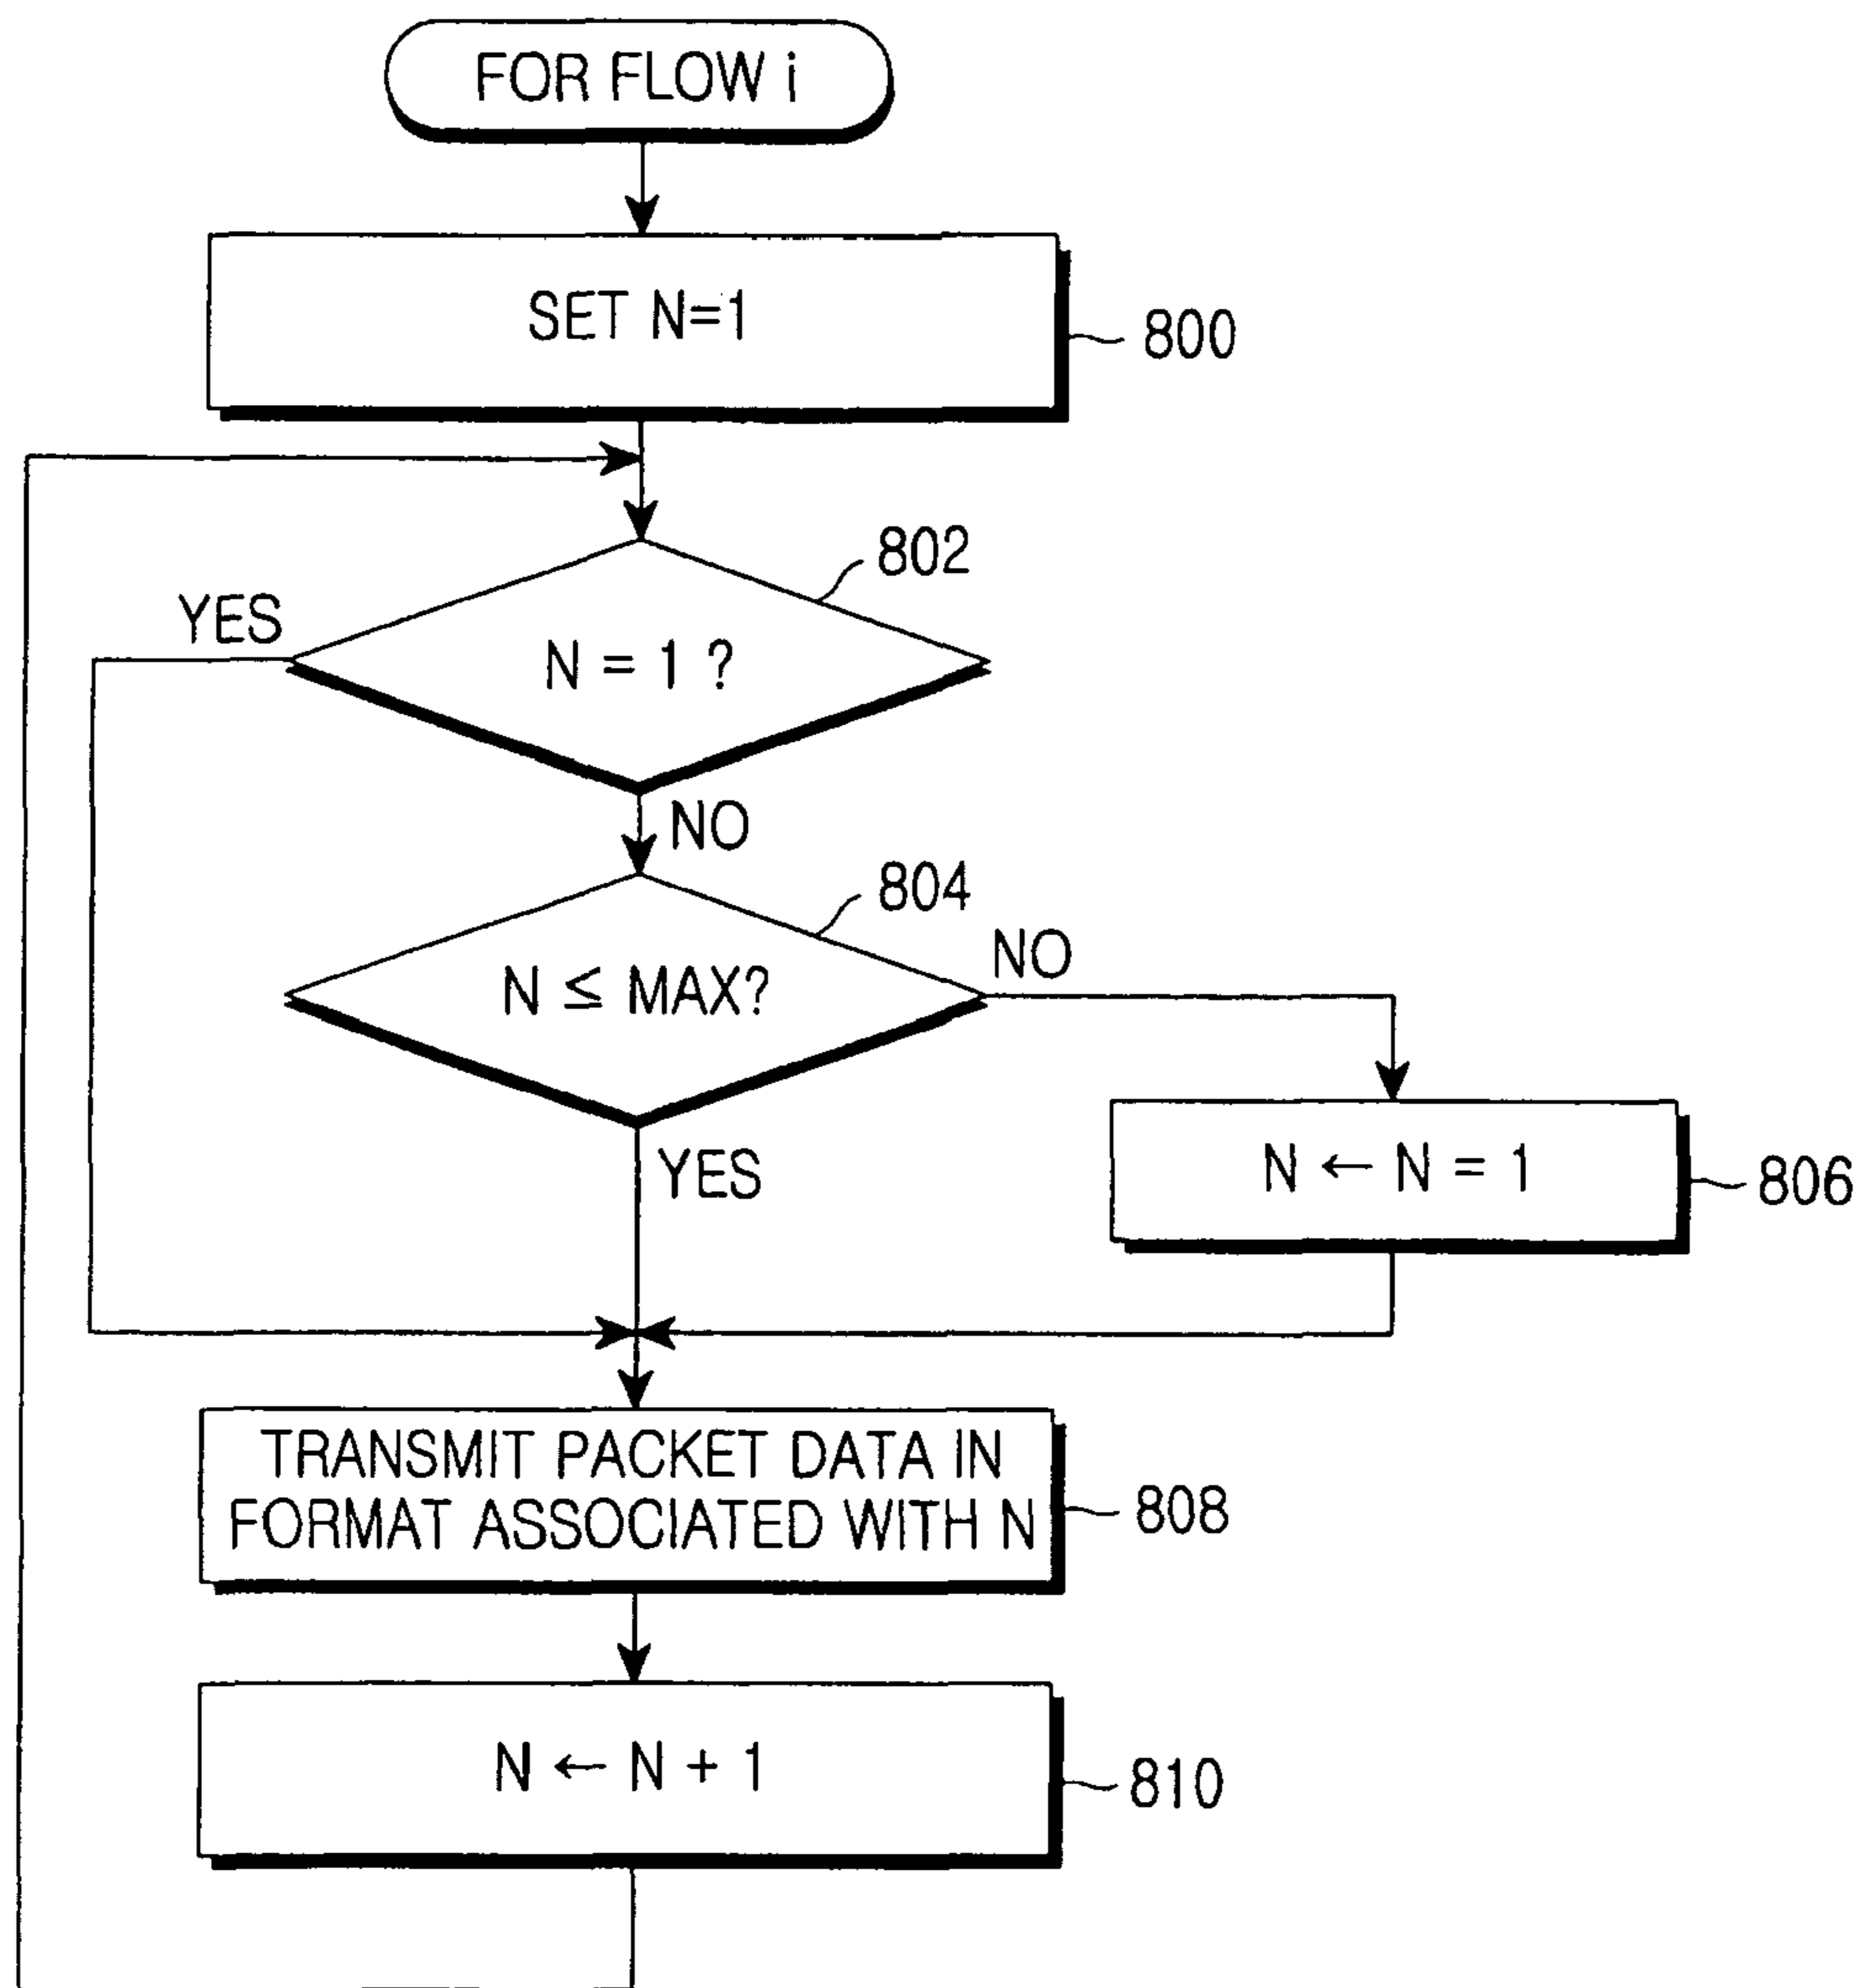 FOR FLOW i
SET N=1
800
802
YES
N = 1 ?
NO
804
NO
N ≤ MAX?
YES
N ← N = 1
806
TRANSMIT PACKET DATA IN
FORMAT ASSOCIATED WITH N
808
N ← N + 1
810